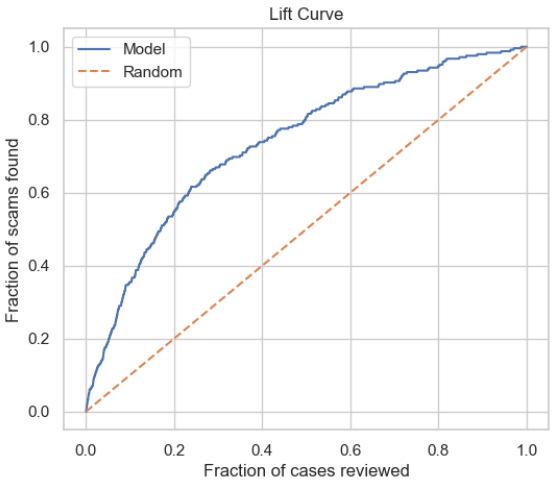 Lift Curve
Model
Random
1.0
0.8
0.6
0.4
0.2
0.0
Fraction of scams found
0.0 0.2 0.4 0.6 0.8 1.0
Fraction of cases reviewed